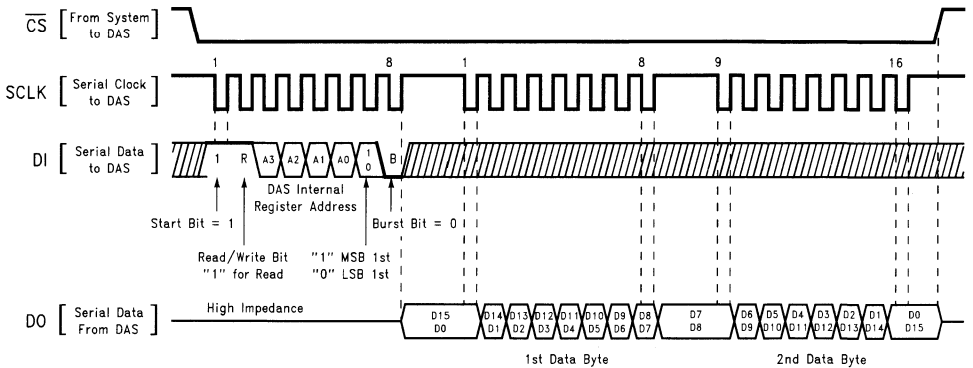 CS [ From System
to DAS ]
1 8 1 8 9 16
SCLK [ Serial Clock
to DAS ]
DI [ Serial Data
to DAS ]
1 R A3 A2 A1 A0 1 B
0
DAS Internal
Register Address
Start Bit = 1
Burst Bit = 0
Read/Write Bit
"1" for Read
"1" MSB 1st
"0" LSB 1st
DO [ Serial Data
From DAS ]
High Impedance
D15 D14 D13 D12 D11 D10 D9 D8 D7 D6 D5 D4 D3 D2 D1 D0
D0 D1 D2 D3 D4 D5 D6 D7 D8 D9 D10 D11 D12 D13 D14 D15
1st Data Byte
2nd Data Byte